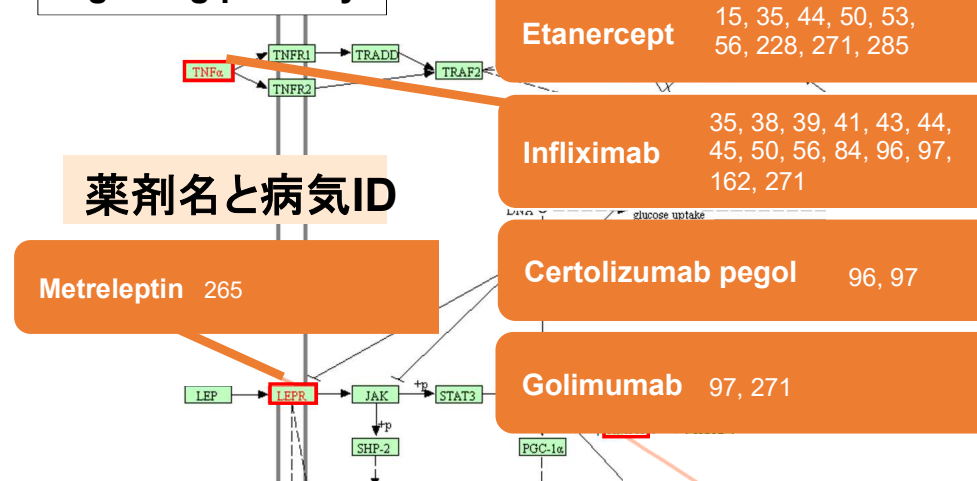 Etanercept
15, 35, 44, 50, 53,
56, 228, 271, 285
TNFR1
TRADD
TNFα
TRAF2
TNFR2
Infliximab
35, 38, 39, 41, 43, 44,
45, 50, 56, 84, 96, 97,
162, 271
薬剤名と病気ID
glucose uptake
Metreleptin 265
Certolizumab pegol 96, 97
Golimumab 97, 271
LEP
LEPR
JAK
+p
STAT3
+p
SHP-2
PGC-1α